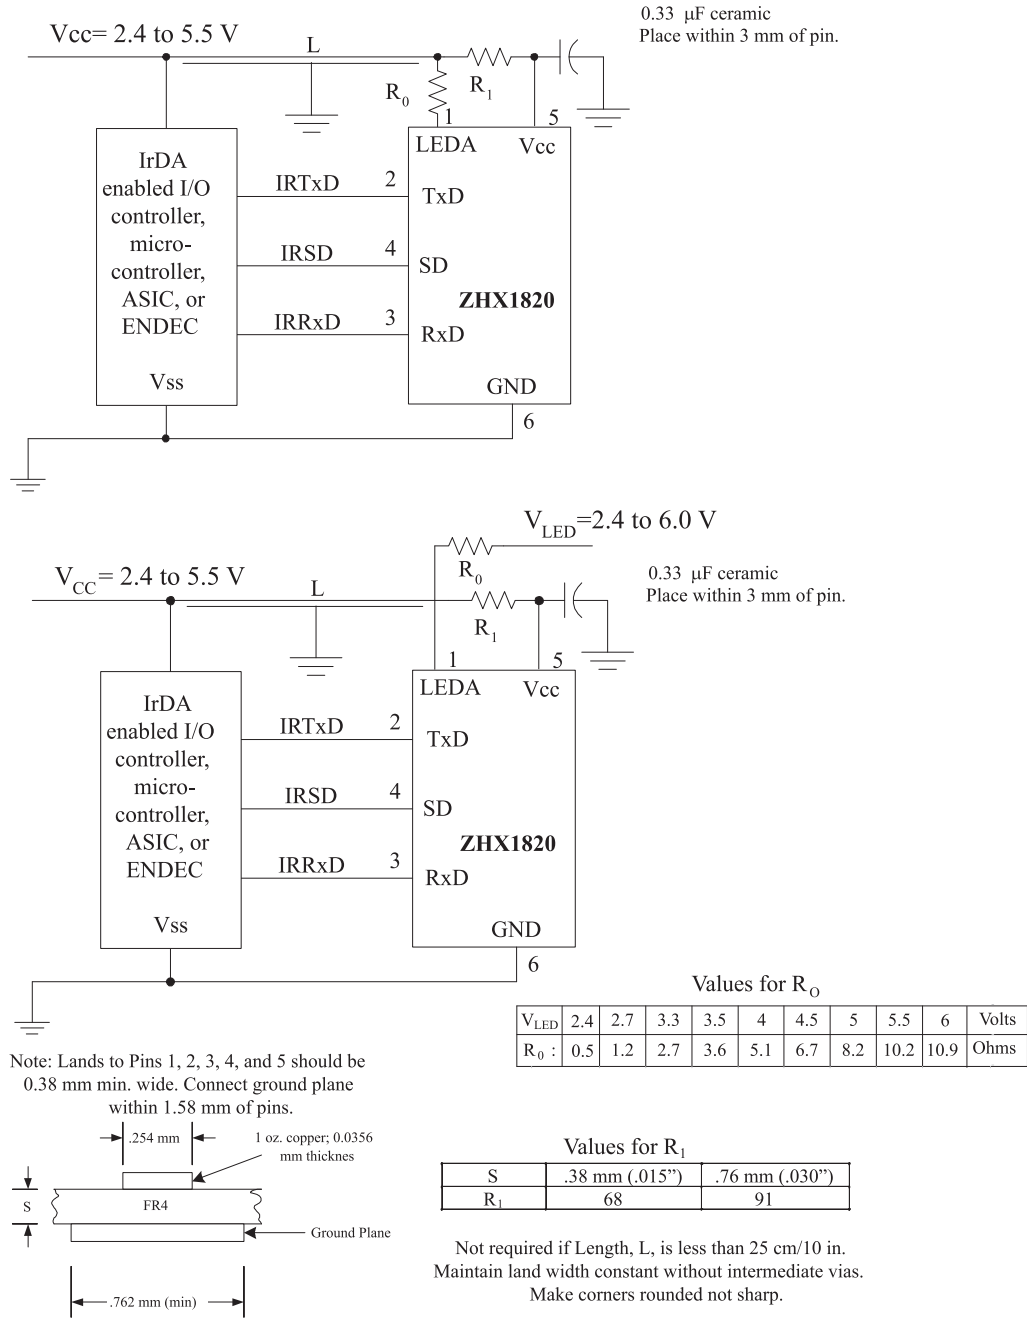 0.33 μF ceramic
Place within 3 mm of pin.
Vcc= 2.4 to 5.5 V
L
R0
R1
1
5
LEDA
Vcc
IrDA
enabled I/O
controller,
micro-
controller,
ASIC, or
ENDEC
Vss
IRTxD
2
TxD
IRSD
4
SD
ZHX1820
IRRxD
3
RxD
GND
6
VLED=2.4 to 6.0 V
R0
0.33 μF ceramic
Place within 3 mm of pin.
VCC= 2.4 to 5.5 V
L
R1
1
5
LEDA
Vcc
IrDA
enabled I/O
controller,
micro-
controller,
ASIC, or
ENDEC
Vss
IRTxD
2
TxD
IRSD
4
SD
ZHX1820
IRRxD
3
RxD
GND
6
Values for RO
VLED 2.4 2.7 3.3 3.5 4 4.5 5 5.5 6 Volts
R0 : 0.5 1.2 2.7 3.6 5.1 6.7 8.2 10.2 10.9 Ohms
Note: Lands to Pins 1, 2, 3, 4, and 5 should be
0.38 mm min. wide. Connect ground plane
within 1.58 mm of pins.
.254 mm
1 oz. copper; 0.0356
mm thicknes
S
FR4
Ground Plane
.762 mm (min)
Values for R1
S .38 mm (.015”) .76 mm (.030”)
R1 68 91
Not required if Length, L, is less than 25 cm/10 in.
Maintain land width constant without intermediate vias.
Make corners rounded not sharp.